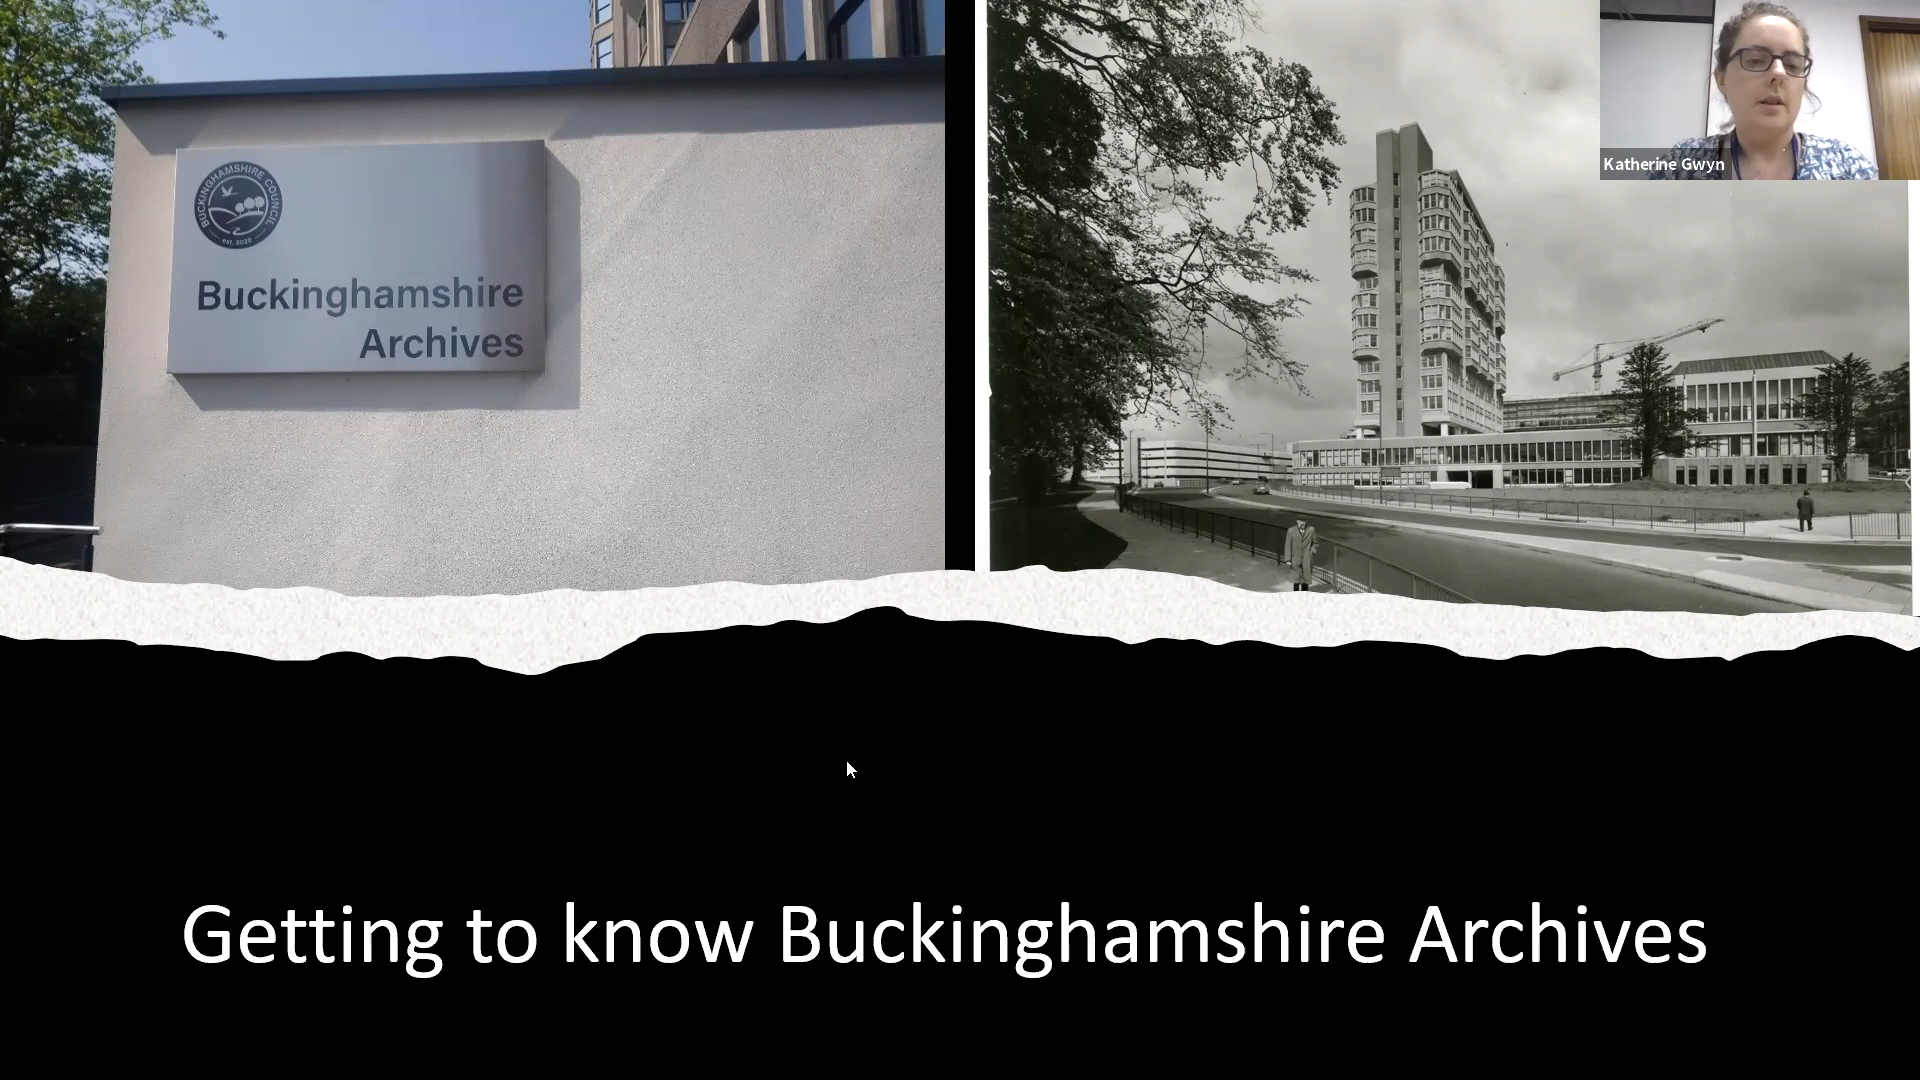 BUCKINGHAMSHIRE COUNCIL
est. 2020
Buckinghamshire
Archives
Katherine Gwyn
Getting to know Buckinghamshire Archives